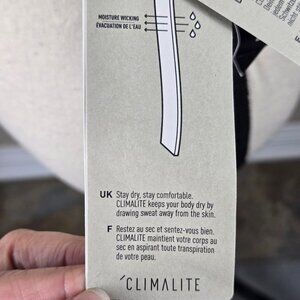 MOISTURE WICKING
ÉVACUATION DE L'EAU
UK Stay dry, stay comfortable.
CLIMALITE keeps your body dry by
drawing sweat away from the skin.
F Restez au sec et sentez-vous bien.
CLIMALITE maintient votre corps au
sec en aspirant toute transpiration
de votre peau.
CLIMALITE